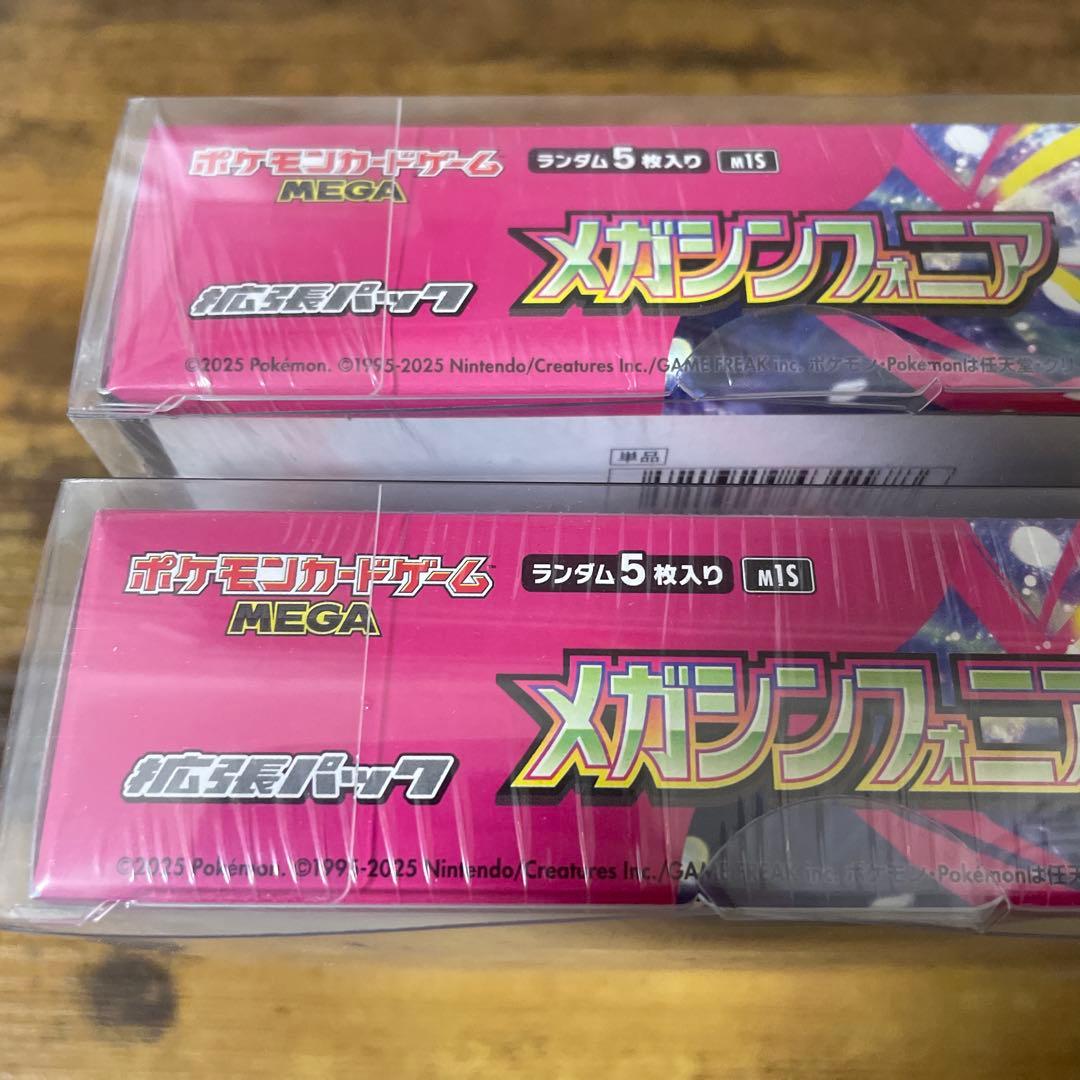 ポケモンカードゲーム
MEGA
ランダム5枚入り M1S
メガシンフォニア
拡張パック
©2025 Pokémon. ©1995-2025 Nintendo/Creatures Inc./GAME FREAK inc. ポケモン・Pokémonは任天堂・クリ
単品
ポケモンカードゲーム
MEGA
ランダム5枚入り M1S
メガシンフォニア
拡張パック
©2025 Pokémon. ©1995-2025 Nintendo/Creatures Inc./GAME FREAK inc. ポケモン・Pokémonは任天